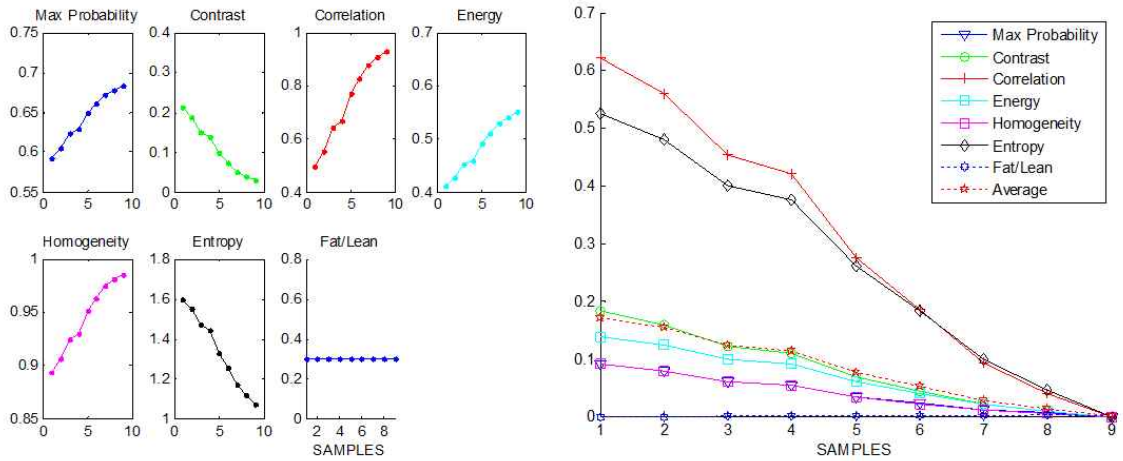 Max Probability
Contrast
Correlation
Energy
0.75
0.7
0.65
0.6
0.55
0 5 10
0.4
0.3
0.2
0.1
0
0 5 10
1
0.8
0.6
0.4
0 5 10
0.7
0.6
0.5
0.4
0 5 10
Homogeneity
Entropy
Fat/Lean
1
0.95
0.9
0.85
0 5 10
1.8
1.6
1.4
1.2
1
0 5 10
0.8
0.6
0.4
0.2
0
2 4 6 8
SAMPLES
0.7
0.6
0.5
0.4
0.3
0.2
0.1
0
1 2 3 4 5 6 7 8 9
SAMPLES
Max Probability
Contrast
Correlation
Energy
Homogeneity
Entropy
Fat/Lean
Average